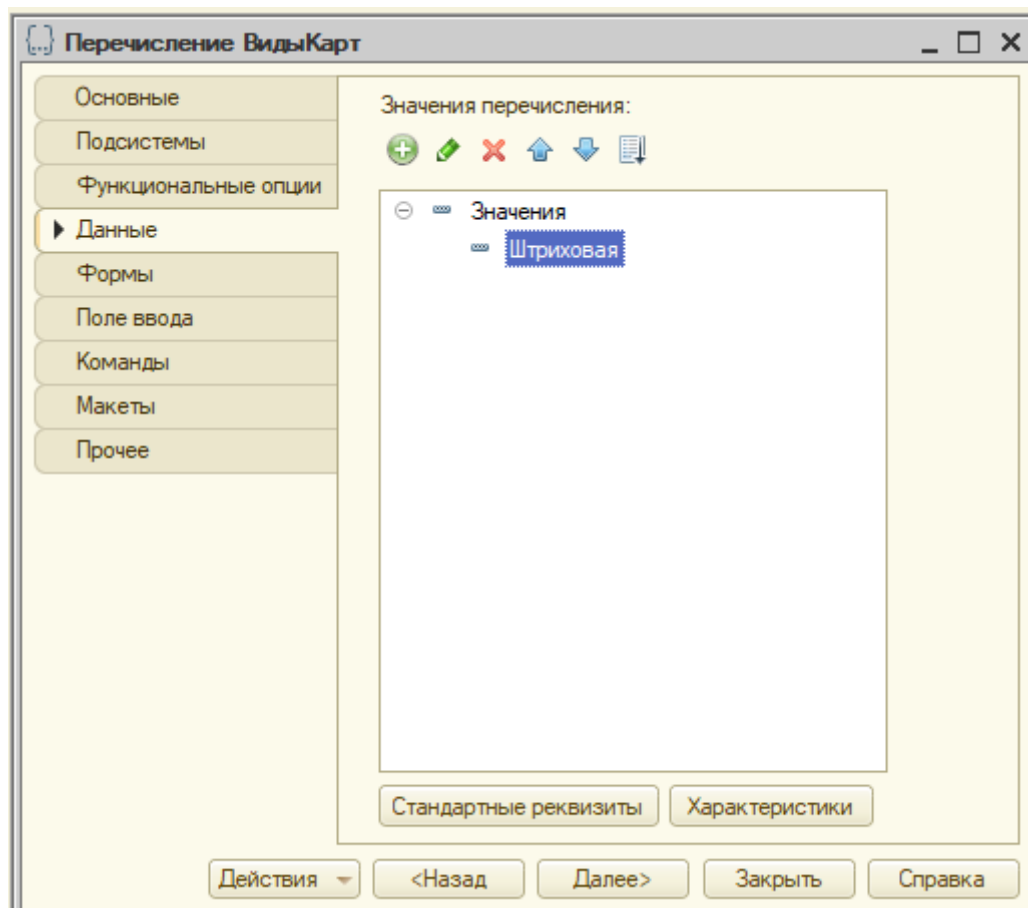 Перечисление ВидыКарт
Основные
Подсистемы
Функциональные опции
Данные
Формы
Поле ввода
Команды
Макеты
Прочее
Значения перечисления:
Значения
Штриховая
Стандартные реквизиты Характеристики
Действия <Назад Далее> Закрыть Справка